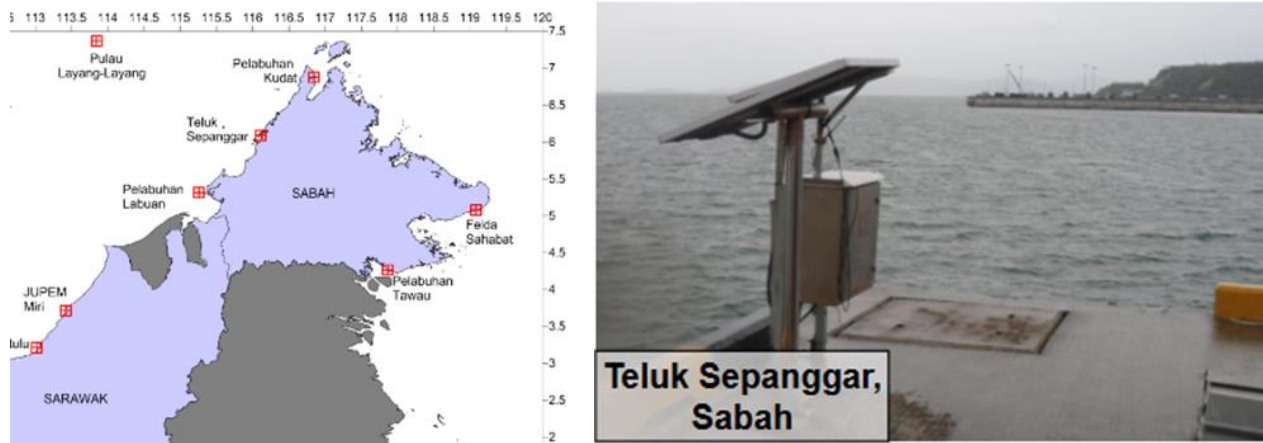 113 113.5 114 114.5 115 115.5 116 116.5 117 117.5 118 118.5 119 119.5 120
7.5
Pulau
Layang-Layang
Pelabuhan
Kudat
7
6.5
Teluk
Sepanggar
6
5.5
Pelabuhan
Labuan
SABAH
5
Felda
Sahabat
4.5
Pelabuhan
Tawau
4
JUPEM
Miri
3.5
ulu
3
SARAWAK
2.5
2
Teluk Sepanggar,
Sabah